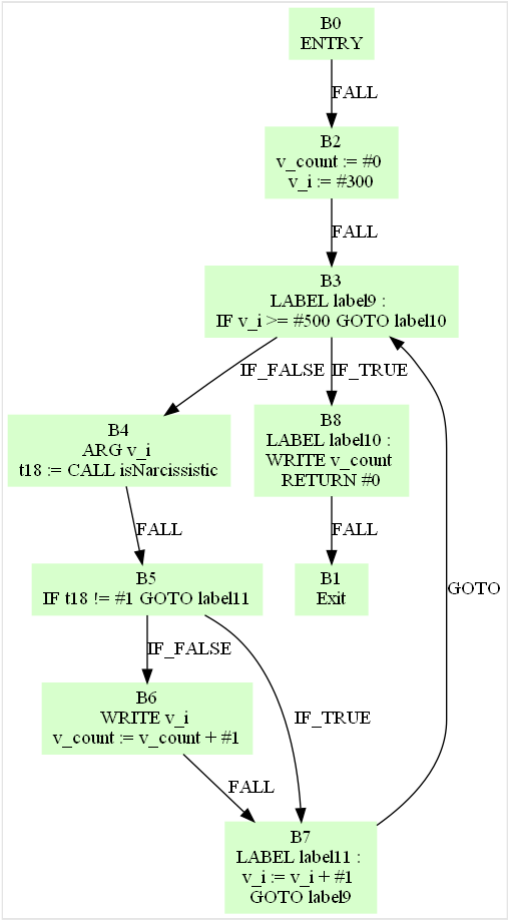 B0
ENTRY
FALL
B2
v_count := #0
v_i := #300
FALL
B3
LABEL label9 :
IF v_i >= #500 GOTO label10
IF_FALSE
IF_TRUE
B4
ARG v_i
t18 := CALL isNarcissistic
B8
LABEL label10 :
WRITE v_count
RETURN #0
FALL
FALL
B5
IF t18 != #1 GOTO label11
B1
Exit
GOTO
IF_FALSE
B6
WRITE v_i
v_count := v_count + #1
IF_TRUE
FALL
B7
LABEL label11 :
v_i := v_i + #1
GOTO label9